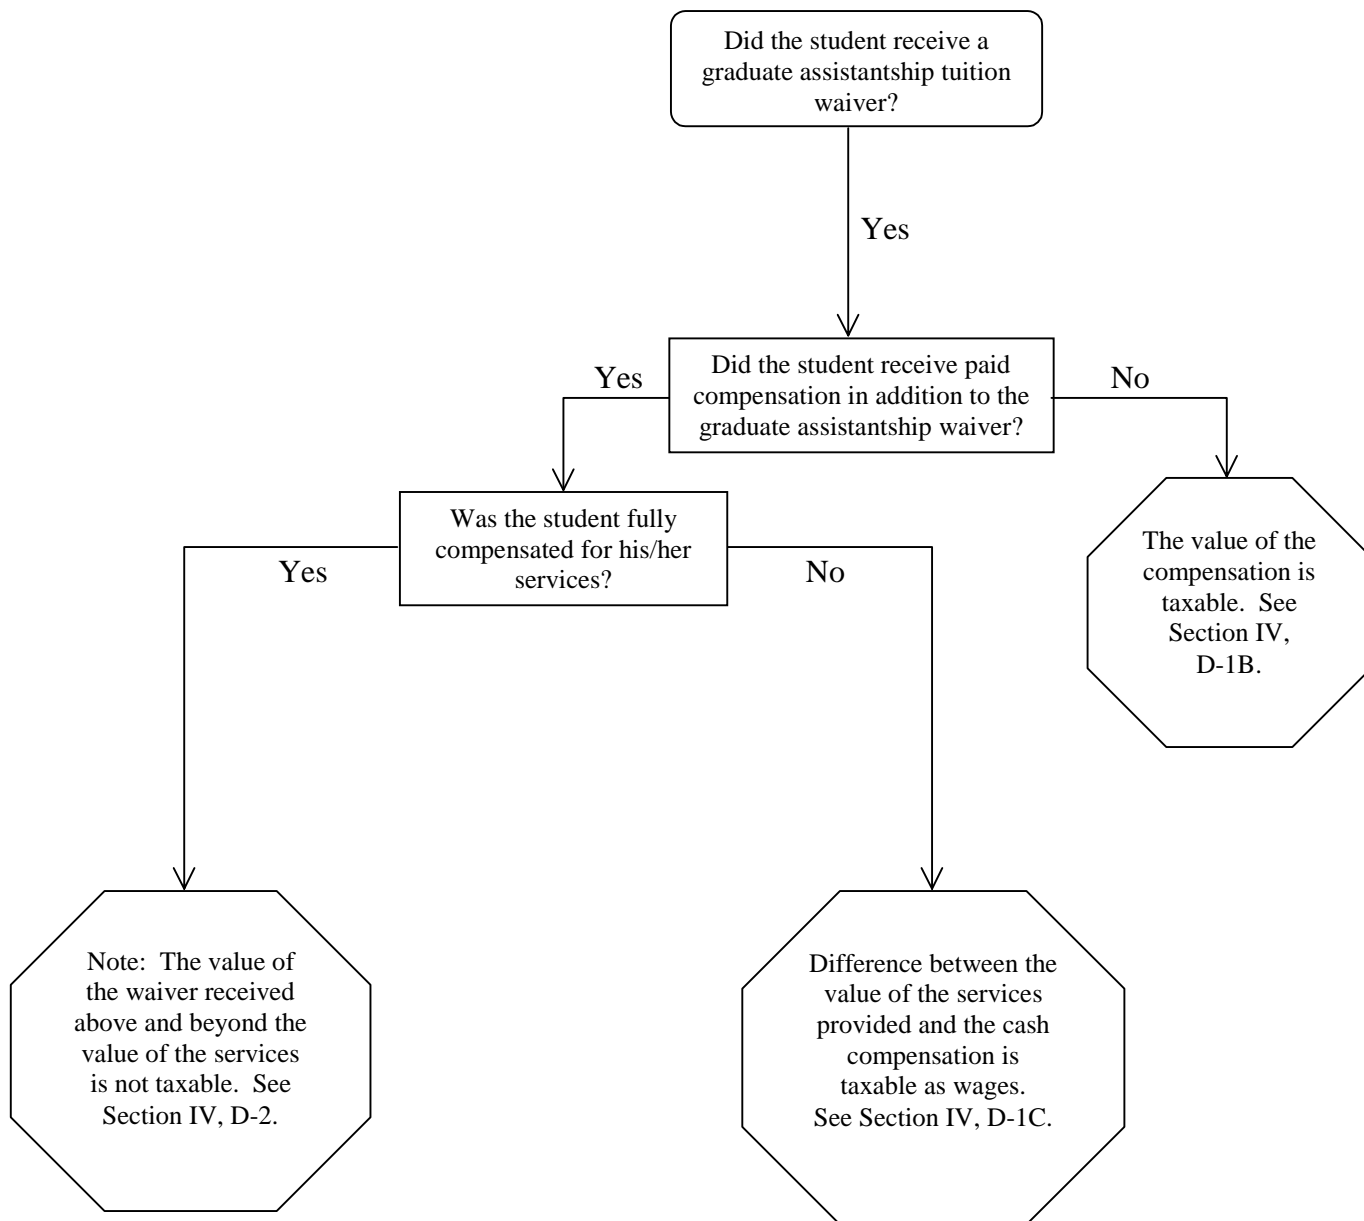 Did the student receive a
graduate assistantship tuition
waiver?
Yes
Did the student receive paid
compensation in addition to the
graduate assistantship waiver?
Yes
No
Was the student fully
compensated for his/her
services?
Yes
No
The value of the
compensation is
taxable.  See
Section IV,
D-1B.
Note:  The value of
the waiver received
above and beyond the
value of the services
is not taxable.  See
Section IV, D-2.
Difference between the
value of the services
provided and the cash
compensation is
taxable as wages.
See Section IV, D-1C.